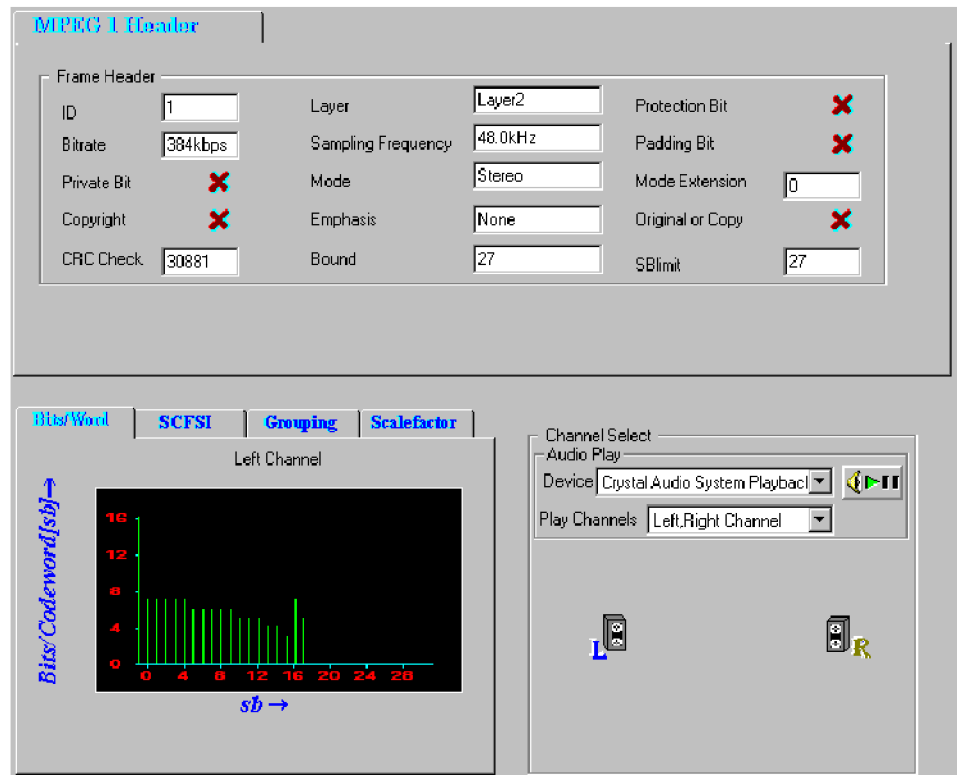 MPEG 1 Header
Frame Header
ID 1 Layer Layer2 Protection Bit
Bitrate 384kbps Sampling Frequency 48.0kHz Padding Bit
Private Bit Mode Stereo Mode Extension 0
Copyright Emphasis None Original or Copy
CRC Check 30881 Bound 27 SBlimit 27
Bits/Word SCFSI Grouping Scalefactor
Left Channel
Bits/Codeword[sb]→
16
12
8
4
0
0 4 8 12 16 20 24 28
sb →
Channel Select
Audio Play
Device Crystal Audio System Playbacl
Play Channels Left,Right Channel
L R